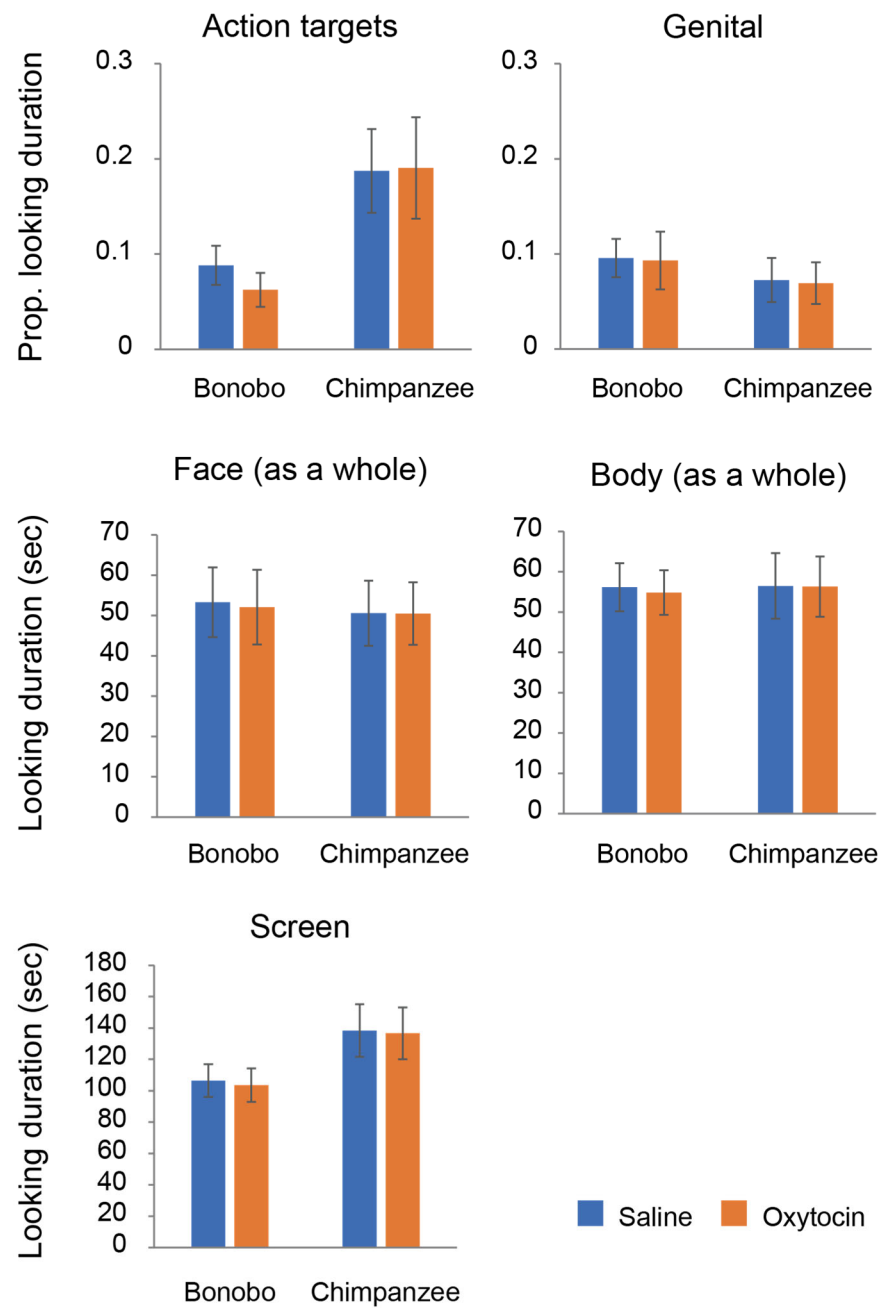 Action targets
Prop. looking duration
0.3
0.2
0.1
0
Bonobo Chimpanzee
Genital
0.3
0.2
0.1
0
Bonobo Chimpanzee
Face (as a whole)
Looking duration (sec)
70
60
50
40
30
20
10
0
Bonobo Chimpanzee
Body (as a whole)
70
60
50
40
30
20
10
0
Bonobo Chimpanzee
Screen
Looking duration (sec)
180
160
140
120
100
80
60
40
20
0
Bonobo Chimpanzee
Saline Oxytocin